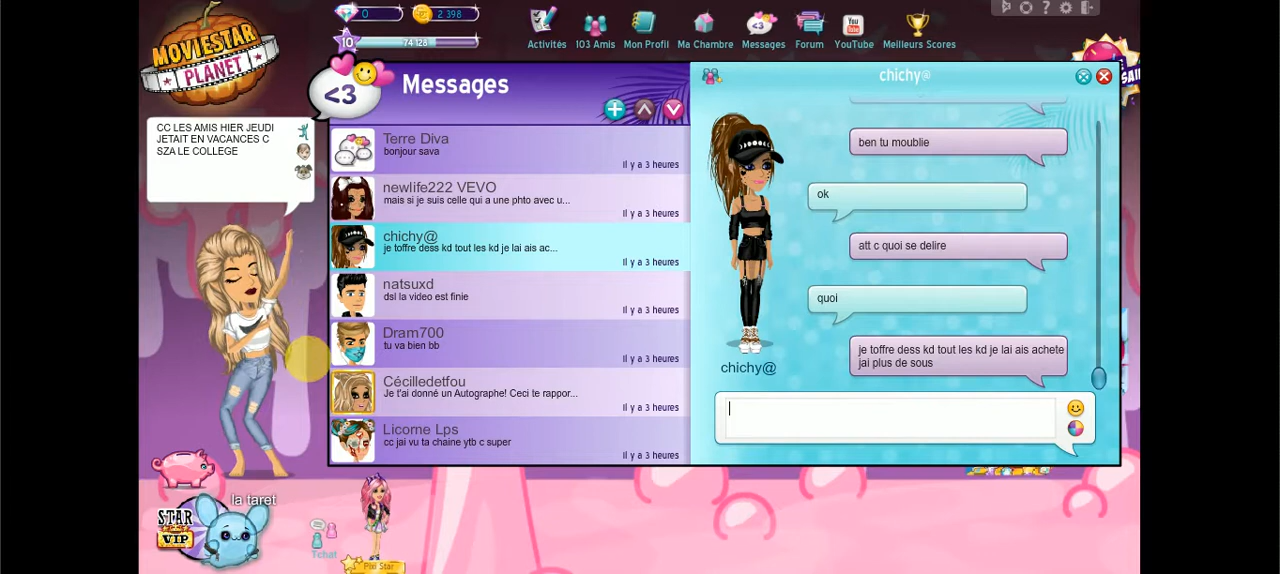 MOVIESTAR
PLANET
0
2 398
10
74 128
Activités
103 Amis
Mon Profil
Ma Chambre
Messages
Forum
You
Tube
YouTube
Meilleurs Scores
CC LES AMIS HIER JEUDI
JETAIT EN VACANCES C
SZA LE COLLEGE
<3
Messages
Terre Diva
bonjour sava
Il y a 3 heures
newlife222 VEVO
mais si je suis celle qui a une phto avec u...
Il y a 3 heures
chichy@
je toffre dess kd tout les kd je lai ais ac...
Il y a 3 heures
natsuxd
dsl la video est finie
Il y a 3 heures
Dram700
tu va bien bb
Il y a 3 heures
Cécilledetfou
Je t'ai donné un Autographe! Ceci te rappor...
Il y a 3 heures
Licorne Lps
cc jai vu ta chaine ytb c super
Il y a 3 heures
chichy@
ben tu moublie
ok
att c quoi se delire
quoi
je toffre dess kd tout les kd je lai ais achete
jai plus de sous
chichy@
la taret
STAR
VIP
Tchat
Pixi Star